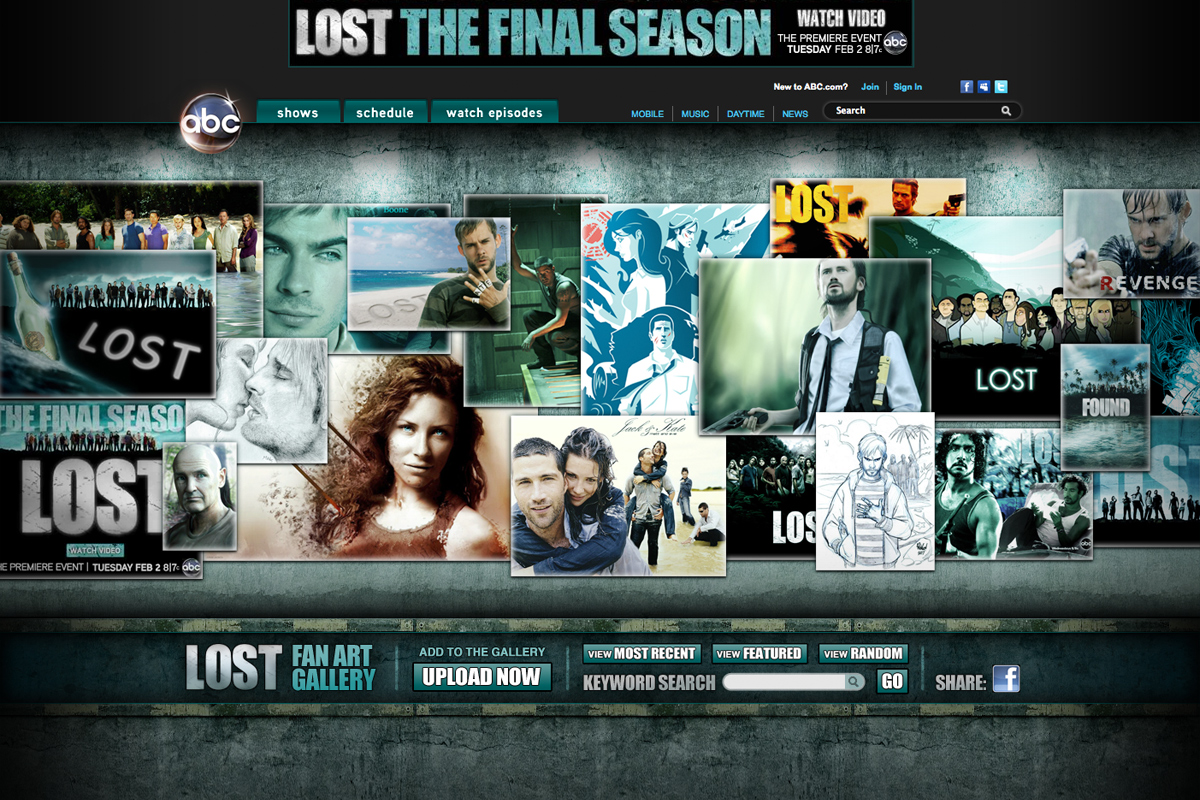 LOST THE FINAL SEASON
WATCH VIDEO
THE PREMIERE EVENT
TUESDAY FEB 2 8|7c
abc
New to ABC.com? Join Sign In
abc
shows
schedule
watch episodes
MOBILE
MUSIC
DAYTIME
NEWS
Search
Boone
LOST
LOST
REVENGE
LOST
LOST
LOST
FOUND
THE FINAL SEASO
LOST
WATCH VIDEO
HE PREMIERE EVENT | TUESDAY FEB 2 8|7c abc
Jack & Kate
LOS
LOST
FAN ART
GALLERY
ADD TO THE GALLERY
UPLOAD NOW
VIEW MOST RECENT
VIEW FEATURED
VIEW RANDOM
KEYWORD SEARCH
GO
SHARE: